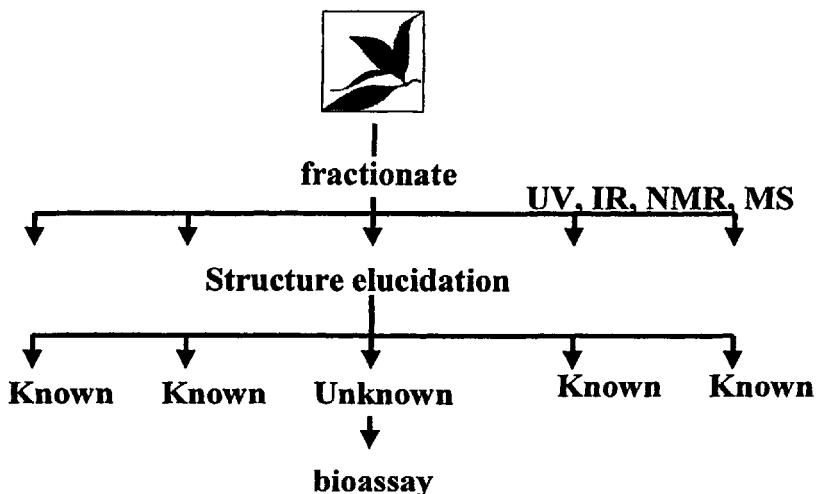 fractionate
UV, IR, NMR, MS
Structure elucidation
Known Known Unknown Known Known
bioassay